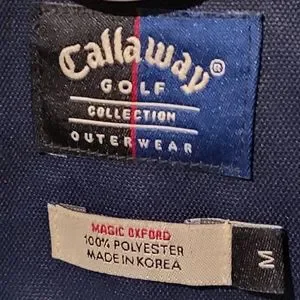 Callaway®
GOLF
COLLECTION
OUTERWEAR
MAGIC OXFORD
100% POLYESTER
MADE IN KOREA
M